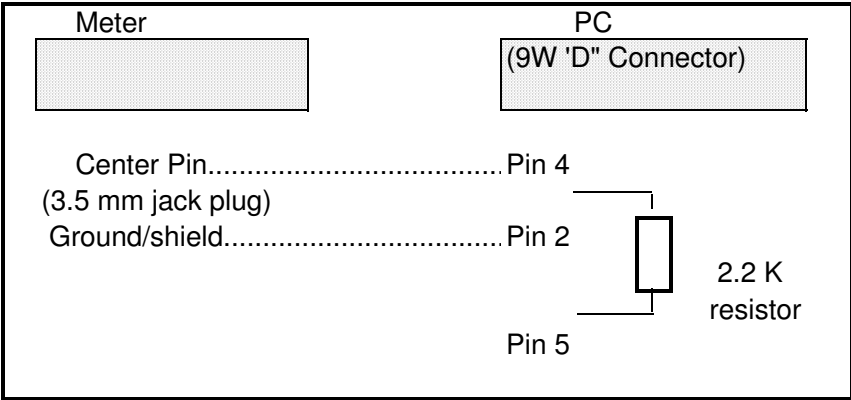 Meter PC
(9W 'D" Connector)
Center Pin..................................... Pin 4
(3.5 mm jack plug)
Ground/shield................................... Pin 2
2.2 K
resistor
Pin 5